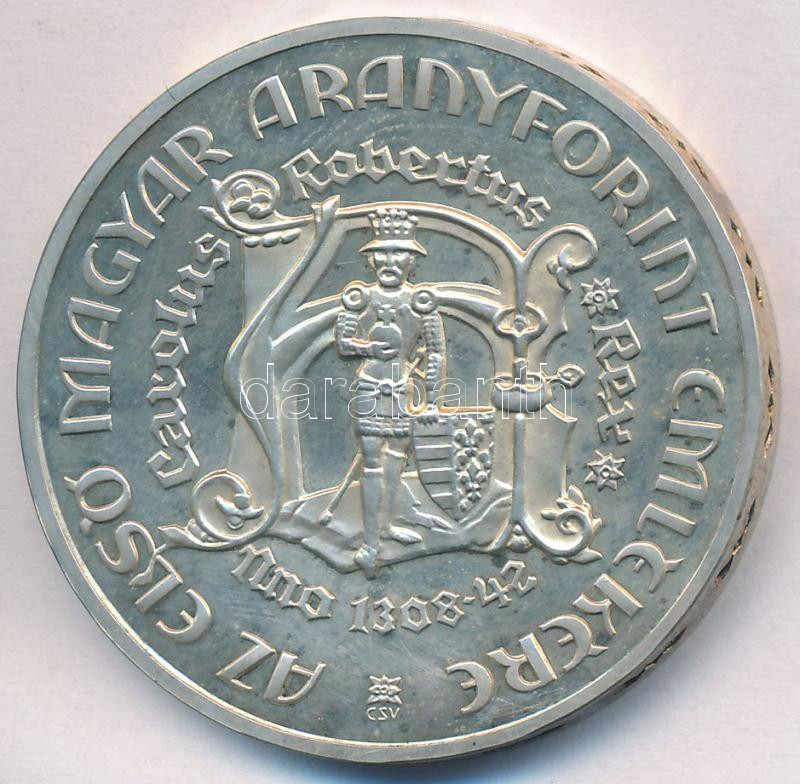 AZ ELSŐ MAGYAR ARANYFORINT EMLÉKÉRE
Carolus Robertus Rex
Anno 1308-42
CSV
darabanth